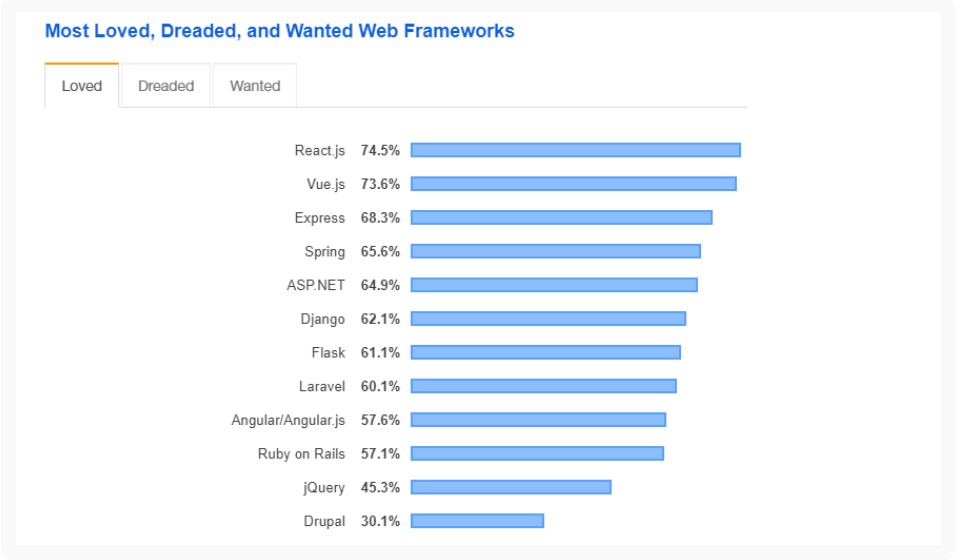 Most Loved, Dreaded, and Wanted Web Frameworks
Loved Dreaded Wanted
React.js 74.5%
Vue.js 73.6%
Express 68.3%
Spring 65.6%
ASP.NET 64.9%
Django 62.1%
Flask 61.1%
Laravel 60.1%
Angular/Angular.js 57.6%
Ruby on Rails 57.1%
jQuery 45.3%
Drupal 30.1%